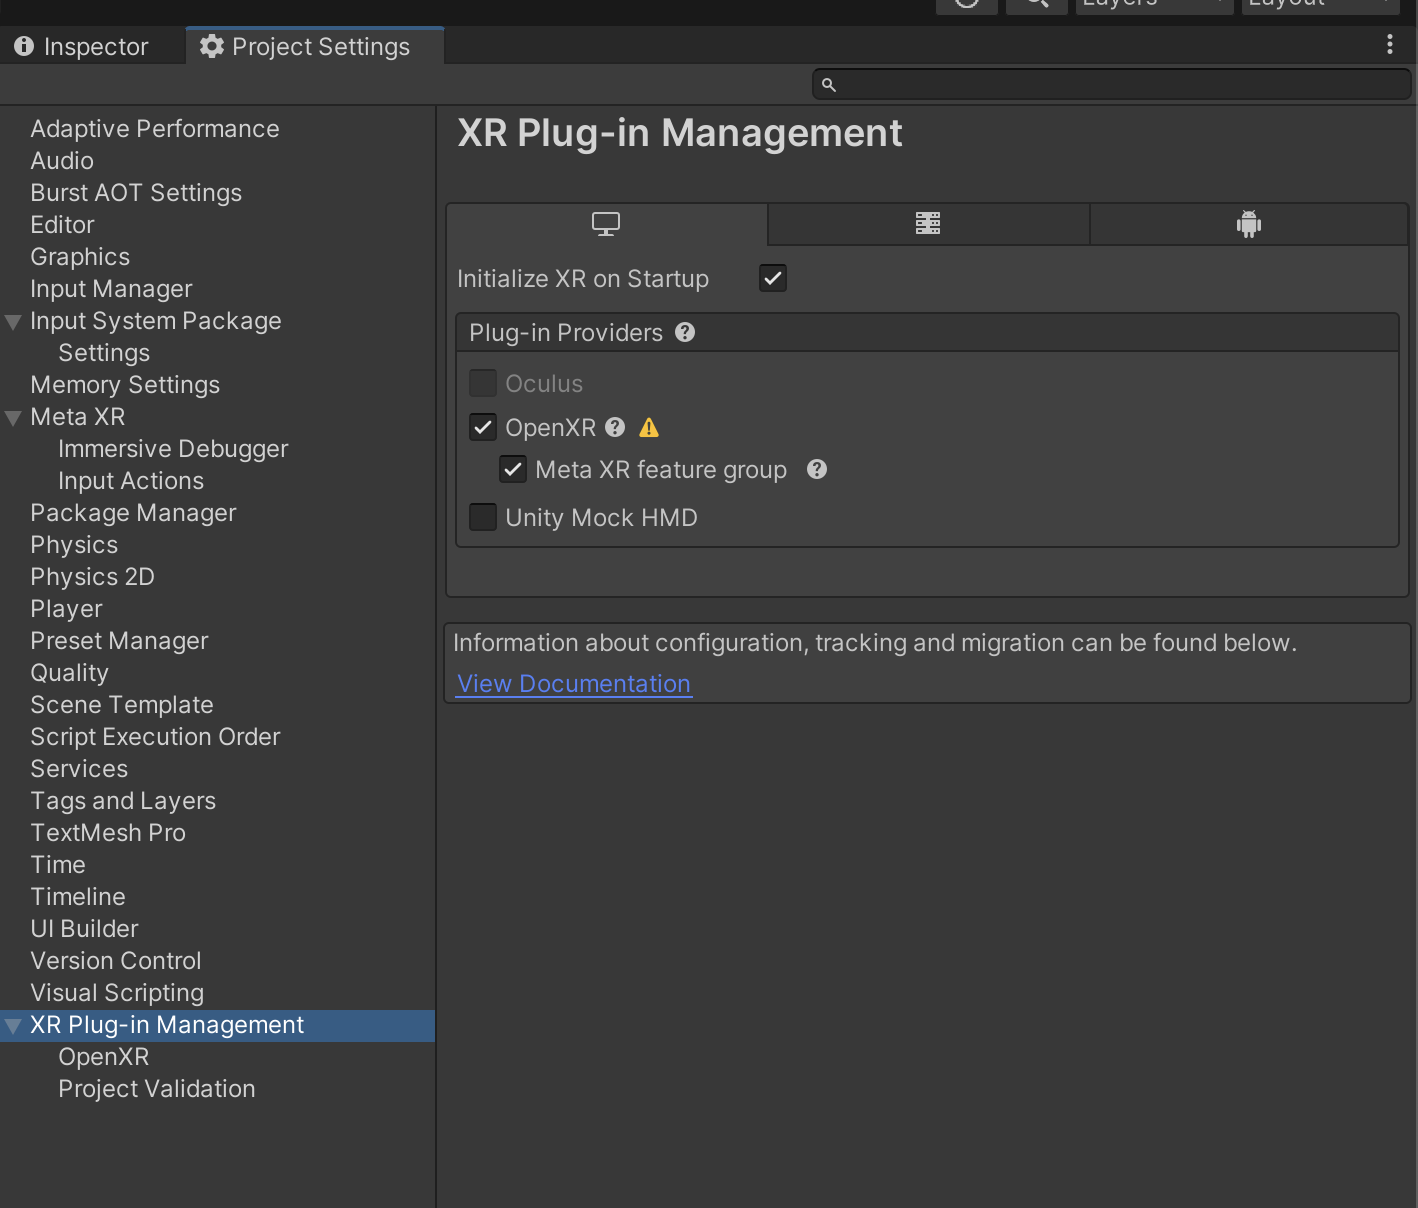 Layers
Layout
Inspector
Project Settings
Adaptive Performance
Audio
Burst AOT Settings
Editor
Graphics
Input Manager
Input System Package
Settings
Memory Settings
Meta XR
Immersive Debugger
Input Actions
Package Manager
Physics
Physics 2D
Player
Preset Manager
Quality
Scene Template
Script Execution Order
Services
Tags and Layers
TextMesh Pro
Time
Timeline
UI Builder
Version Control
Visual Scripting
XR Plug-in Management
OpenXR
Project Validation
XR Plug-in Management
Initialize XR on Startup
Plug-in Providers
Oculus
OpenXR
Meta XR feature group
Unity Mock HMD
Information about configuration, tracking and migration can be found below.
View Documentation